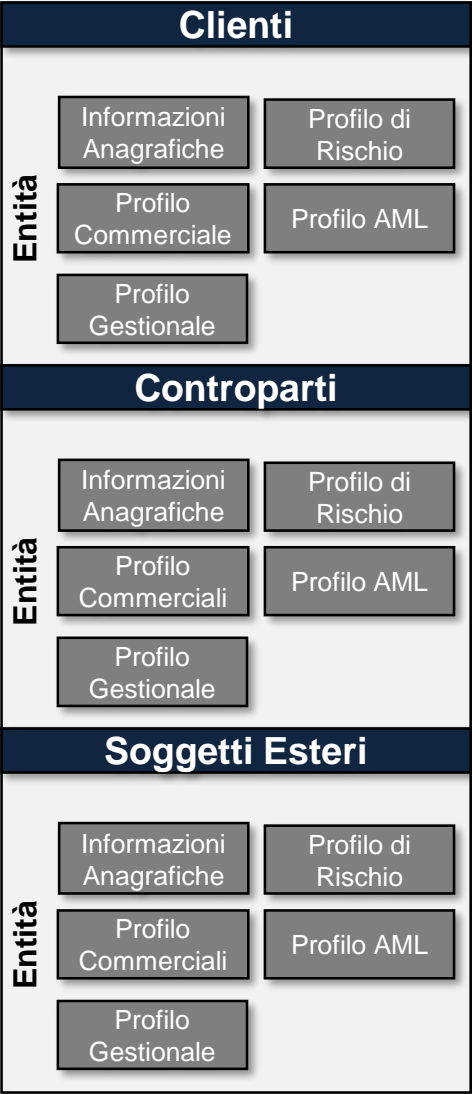 Clienti
Entità
Informazioni
Anagrafiche
Profilo di
Rischio
Profilo
Commerciale
Profilo AML
Profilo
Gestionale
Controparti
Entità
Informazioni
Anagrafiche
Profilo di
Rischio
Profilo
Commerciali
Profilo AML
Profilo
Gestionale
Soggetti Esteri
Entità
Informazioni
Anagrafiche
Profilo di
Rischio
Profilo
Commerciali
Profilo AML
Profilo
Gestionale